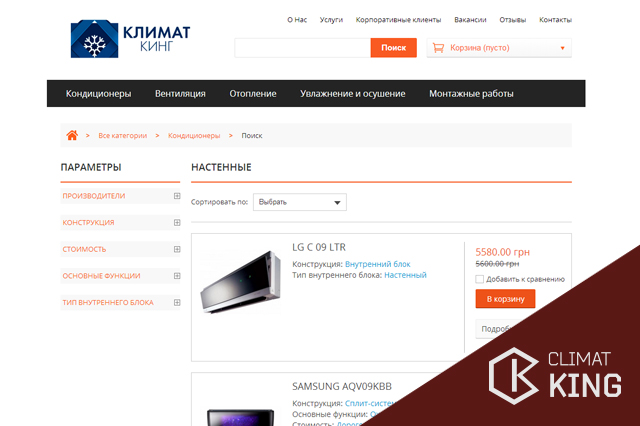 О Нас Услуги Корпоративные клиенты Вакансии Отзывы Контакты
КЛИМАТ
КИНГ
Поиск
Корзина (пусто)
Кондиционеры Вентиляция Отопление Увлажнение и осушение Монтажные работы
> Все категории > Кондиционеры > Поиск
ПАРАМЕТРЫ
ПРОИЗВОДИТЕЛИ
КОНСТРУКЦИЯ
СТОИМОСТЬ
ОСНОВНЫЕ ФУНКЦИИ
ТИП ВНУТРЕННЕГО БЛОКА
НАСТЕННЫЕ
Сортировать по: Выбрать
LG C 09 LTR
Конструкция: Внутренний блок
Тип внутреннего блока: Настенный
5580.00 грн
5600.00 грн
Добавить к сравнению
В корзину
Подроб
SAMSUNG AQV09KBB
Конструкция: Сплит-систем
Основные функции:
Стоимость: Дорого
CLIMAT
KING